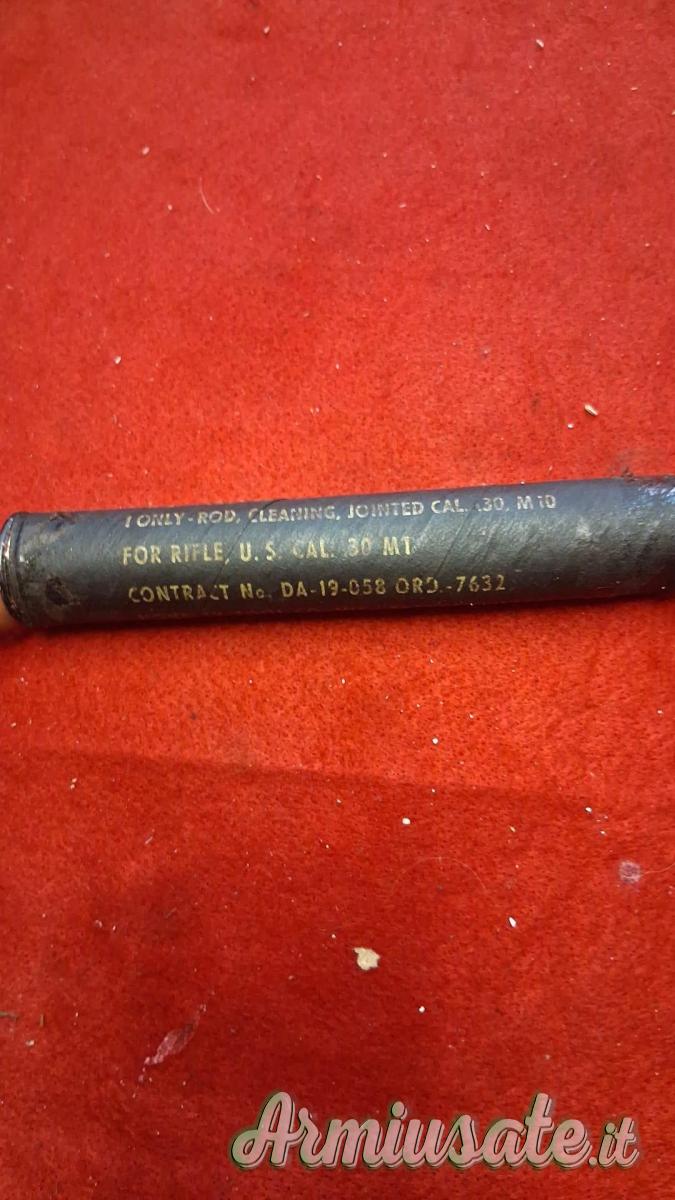 1 ONLY-ROD, CLEANING, JOINTED CAL. .30, M10
FOR RIFLE, U. S. CAL. .30 M1
CONTRACT No. DA-19-058 ORD.-7632
Armiusate.it